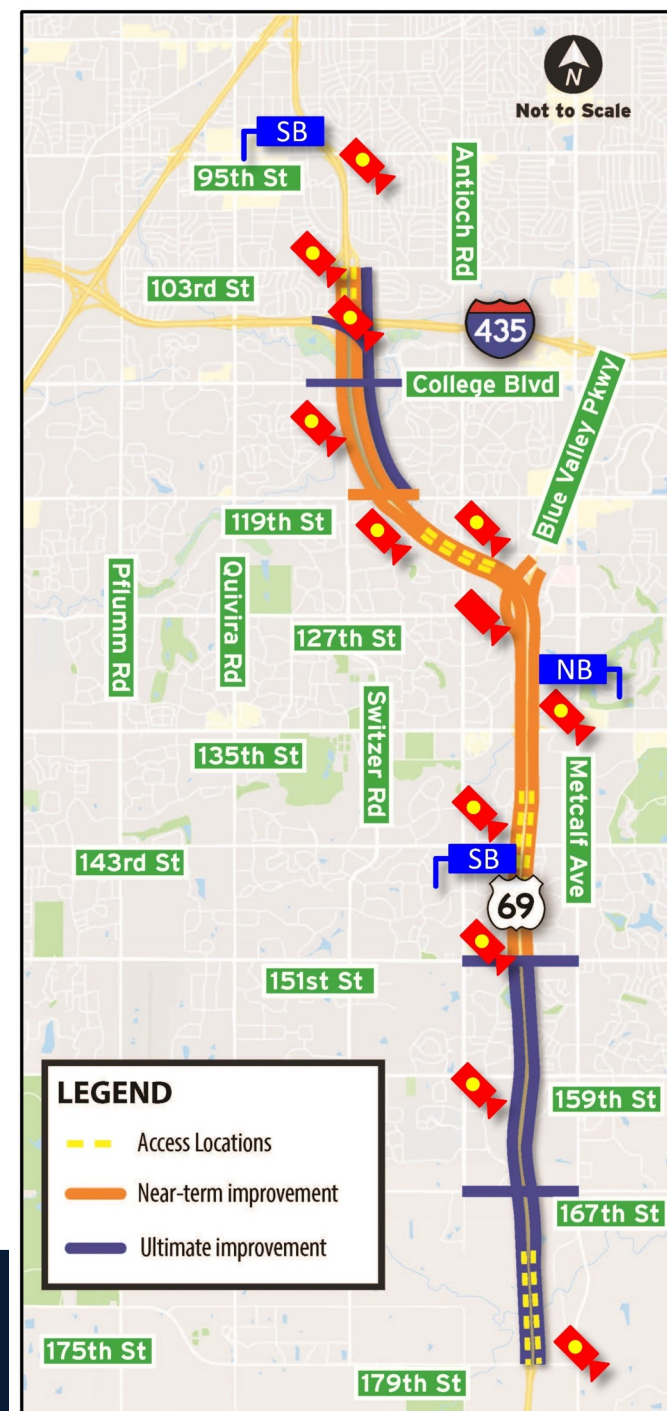 N
Not to Scale
SB
95th St
Antioch Rd
103rd St
435
College Blvd
Blue Valley Pkwy
119th St
Pflumm Rd
Quivira Rd
127th St
NB
Switzer Rd
135th St
Metcalf Ave
143rd St
SB
69
151st St
LEGEND
Access Locations
Near-term improvement
Ultimate improvement
159th St
167th St
175th St
179th St